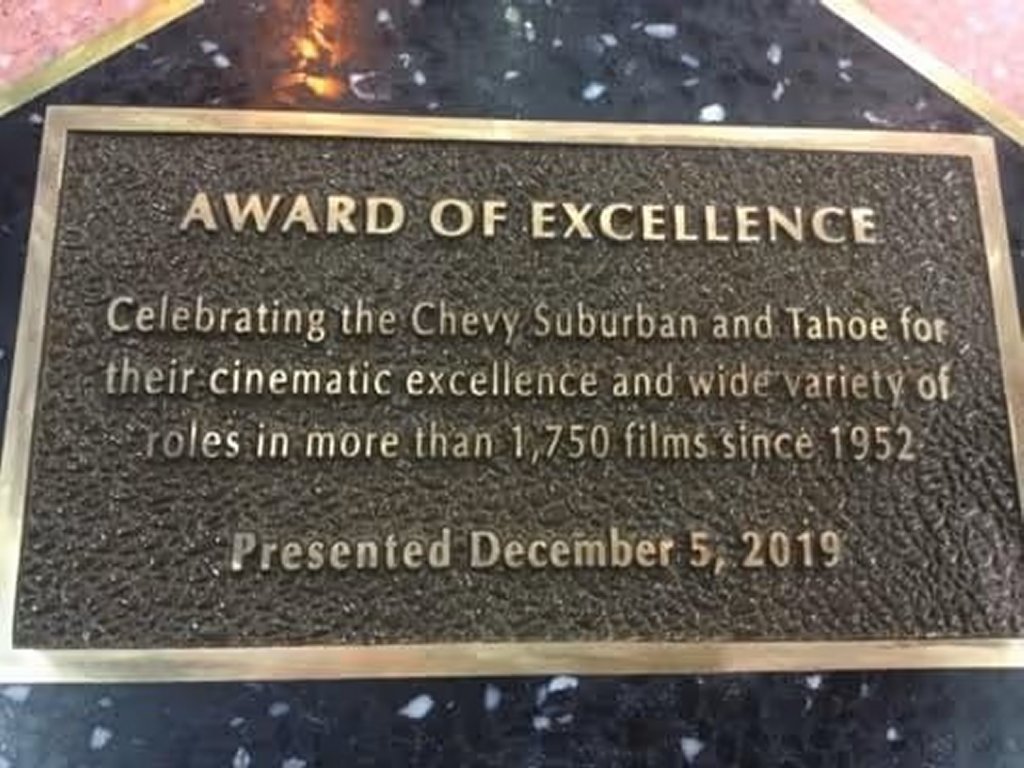 AWARD OF EXCELLENCE
Celebrating the Chevy Suburban and Tahoe for
their cinematic excellence and wide variety of
roles in more than 1,750 films since 1952
Presented December 5, 2019